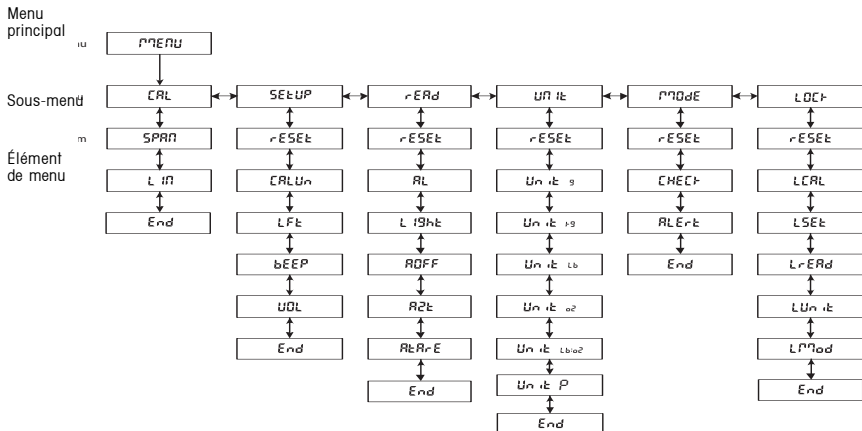 Menu
principal
MENU
Sous-menu
CAL SEtUP rEAd UNIt MOdE LOCk
SPAN rESEt rESEt rESEt rESEt rESEt
Élément
de menu
LIN CALUn AL Unit g CHECk LCAL
End LFt LIght Unit kg ALErt LSEt
bEEP AOFF Unit Lb End LrEAd
VOL AZt Unit oz LUnit
End AtArE Unit Lb:oz LMod
End Unit P End
End